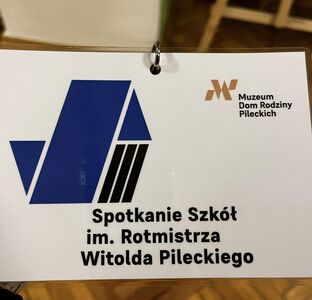 Muzeum
Dom Rodziny
Pileckich
Spotkanie Szkół
im. Rotmistrza
Witolda Pileckiego